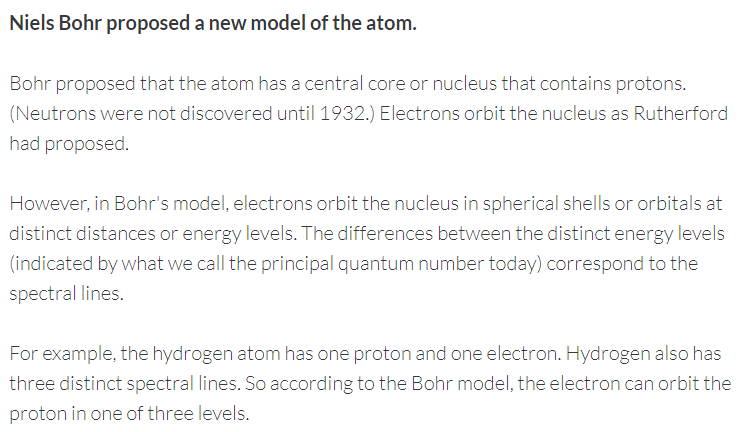 Niels Bohr proposed a new model of the atom.
Bohr proposed that the atom has a central core or nucleus that contains protons.
(Neutrons were not discovered until 1932.) Electrons orbit the nucleus as Rutherford
had proposed.
However, in Bohr's model, electrons orbit the nucleus in spherical shells or orbitals at
distinct distances or energy levels. The differences between the distinct energy levels
(indicated by what we call the principal quantum number today) correspond to the
spectral lines.
For example, the hydrogen atom has one proton and one electron. Hydrogen also has
three distinct spectral lines. So according to the Bohr model, the electron can orbit the
proton in one of three levels.